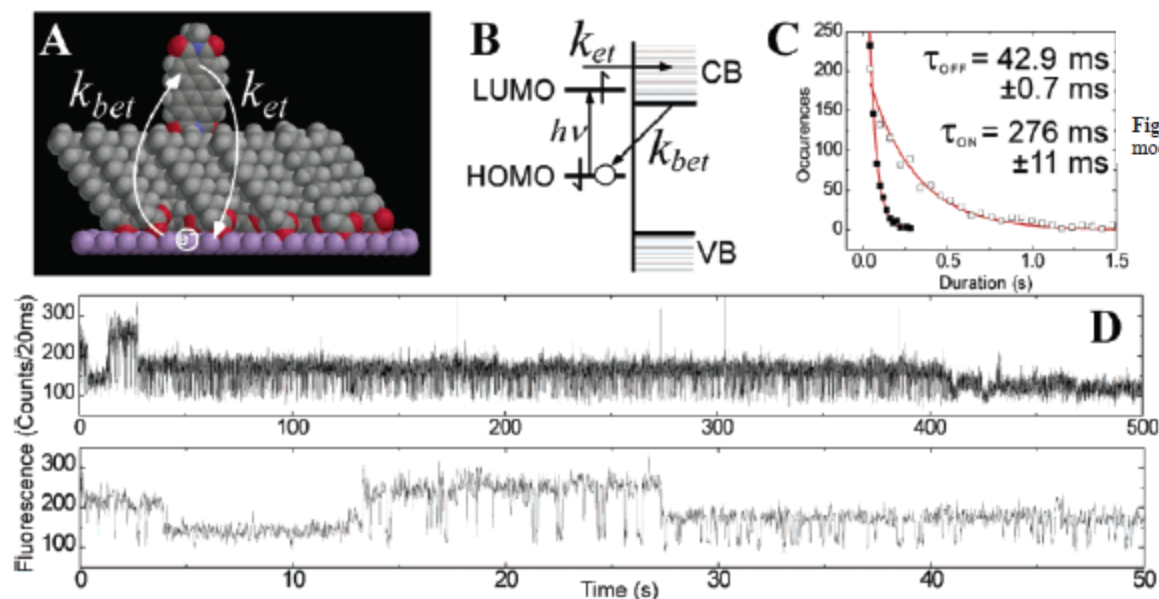 A
k_bet
k_et
e⁻
B
k_et
CB
LUMO
hν
k_bet
HOMO
VB
C
250
200
150
100
50
0
Occurences
τ_OFF = 42.9 ms
±0.7 ms
τ_ON = 276 ms
±11 ms
0.0 0.5 1.0 1.5
Duration (s)
Fig
mo
D
300
200
100
0 100 200 300 400 500
Fluorescence (Counts/20ms)
300
200
100
0 10 20 30 40 50
Time (s)